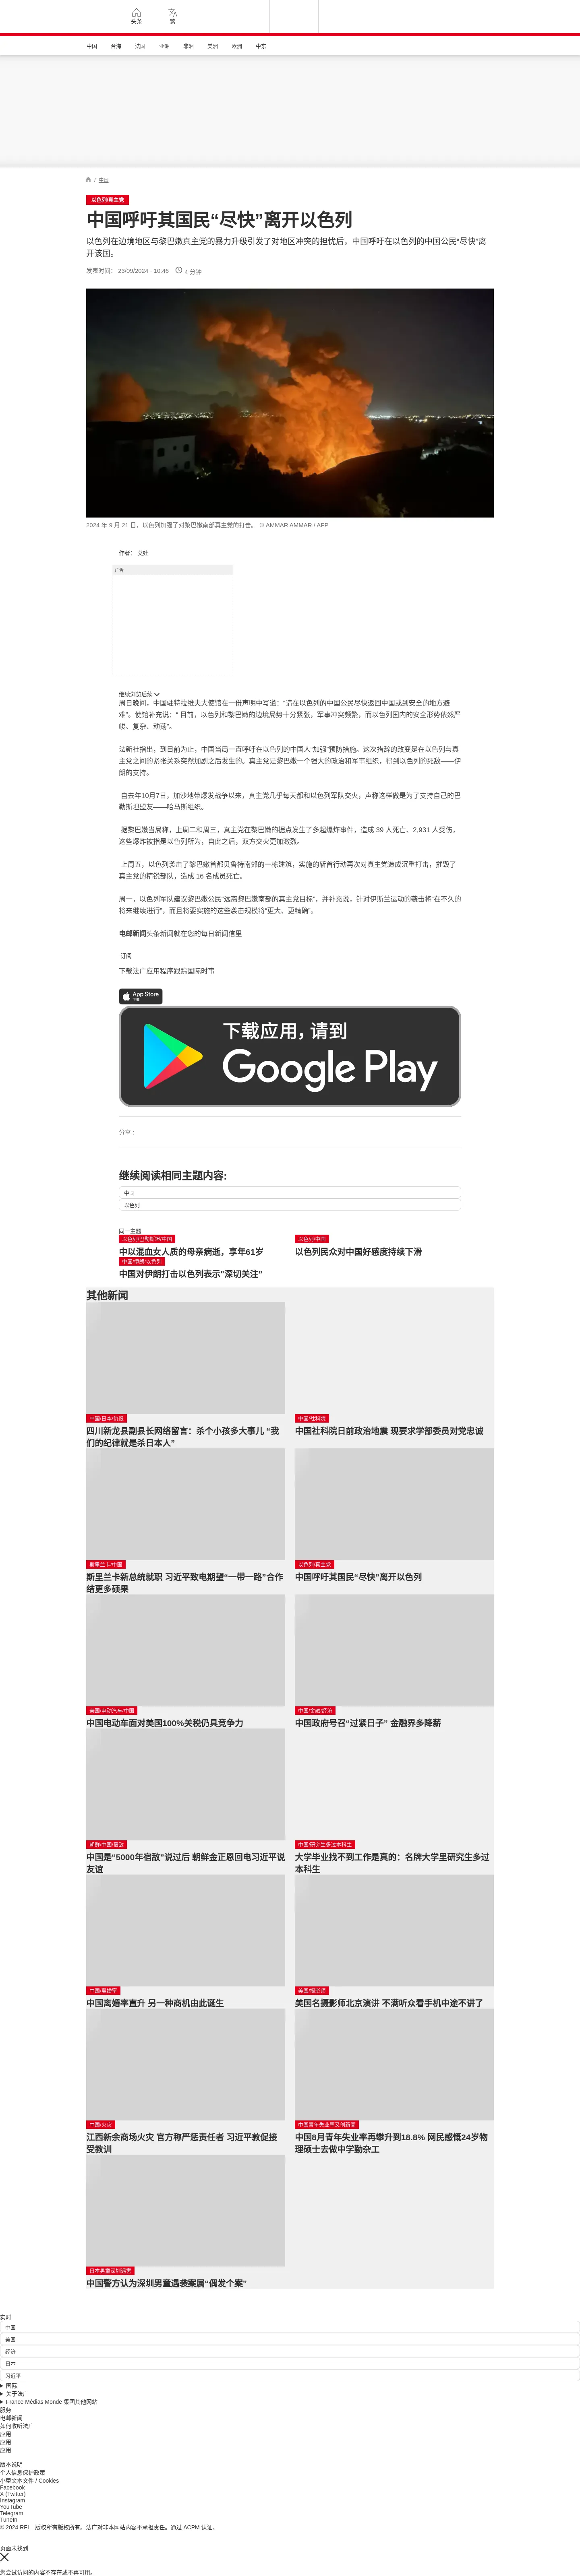 头条
繁
中国
台海
法国
亚洲
非洲
美洲
欧洲
中东
/ 中国
以色列/真主党
中国呼吁其国民“尽快”离开以色列
以色列在边境地区与黎巴嫩真主党的暴力升级引发了对地区冲突的担忧后，中国呼吁在以色列的中国公民“尽快”离
开该国。
发表时间： 23/09/2024 - 10:46 4 分钟
2024 年 9 月 21 日，以色列加强了对黎巴嫩南部真主党的打击。 © AMMAR AMMAR / AFP
作者： 艾娃
广告
继续浏览后续
周日晚间，中国驻特拉维夫大使馆在一份声明中写道：“请在以色列的中国公民尽快返回中国或到安全的地方避
难”。使馆补充说：“ 目前，以色列和黎巴嫩的边境局势十分紧张，军事冲突频繁，而以色列国内的安全形势依然严
峻、复杂、动荡”。
法新社指出，到目前为止，中国当局一直呼吁在以色列的中国人“加强”预防措施。这次措辞的改变是在以色列与真
主党之间的紧张关系突然加剧之后发生的。真主党是黎巴嫩一个强大的政治和军事组织，得到以色列的死敌——伊
朗的支持。
自去年10月7日，加沙地带爆发战争以来，真主党几乎每天都和以色列军队交火，声称这样做是为了支持自己的巴
勒斯坦盟友——哈马斯组织。
据黎巴嫩当局称，上周二和周三，真主党在黎巴嫩的据点发生了多起爆炸事件，造成 39 人死亡、2,931 人受伤，
这些爆炸被指是以色列所为，自此之后，双方交火更加激烈。
上周五，以色列袭击了黎巴嫩首都贝鲁特南郊的一栋建筑，实施的斩首行动再次对真主党造成沉重打击，摧毁了
真主党的精锐部队，造成 16 名成员死亡。
周一，以色列军队建议黎巴嫩公民“远离黎巴嫩南部的真主党目标”，并补充说，针对伊斯兰运动的袭击将“在不久的
将来继续进行”，而且将要实施的这些袭击规模将“更大、更精确”。
电邮新闻头条新闻就在您的每日新闻信里
订阅
下载法广应用程序跟踪国际时事
App Store
下载
下载应用，请到
Google Play
分享 :
继续阅读相同主题内容:
中国
以色列
同一主题
以色列/巴勒斯坦/中国
中以混血女人质的母亲病逝，享年61岁
以色列/中国
以色列民众对中国好感度持续下滑
中国/伊朗/以色列
中国对伊朗打击以色列表示“深切关注”
其他新闻
中国/日本/仇恨
四川新龙县副县长网络留言：杀个小孩多大事儿 “我
们的纪律就是杀日本人”
中国/社科院
中国社科院日前政治地震 现要求学部委员对党忠诚
斯里兰卡/中国
斯里兰卡新总统就职 习近平致电期望“一带一路”合作
结更多硕果
以色列/真主党
中国呼吁其国民“尽快”离开以色列
美国/电动汽车/中国
中国电动车面对美国100%关税仍具竞争力
中国/金融/经济
中国政府号召“过紧日子” 金融界多降薪
朝鲜/中国/宿敌
中国是“5000年宿敌”说过后 朝鲜金正恩回电习近平说
友谊
中国/研究生多过本科生
大学毕业找不到工作是真的：名牌大学里研究生多过
本科生
中国/离婚率
中国离婚率直升 另一种商机由此诞生
美国/摄影师
美国名摄影师北京演讲 不满听众看手机中途不讲了
中国/火灾
江西新余商场火灾 官方称严惩责任者 习近平敦促接
受教训
中国青年失业率又创新高
中国8月青年失业率再攀升到18.8% 网民感慨24岁物
理硕士去做中学勤杂工
日本男童深圳遇害
中国警方认为深圳男童遇袭案属“偶发个案”
实时
中国
美国
经济
日本
习近平
国际
关于法广
France Médias Monde 集团其他网站
服务
电邮新闻
如何收听法广
应用
应用
应用
版本说明
个人信息保护政策
小型文本文件 / Cookies
Facebook
X (Twitter)
Instagram
YouTube
Telegram
TuneIn
© 2024 RFI – 版权所有版权所有。法广对非本网站内容不承担责任。通过 ACPM 认证。
页面未找到
您尝试访问的内容不存在或不再可用。